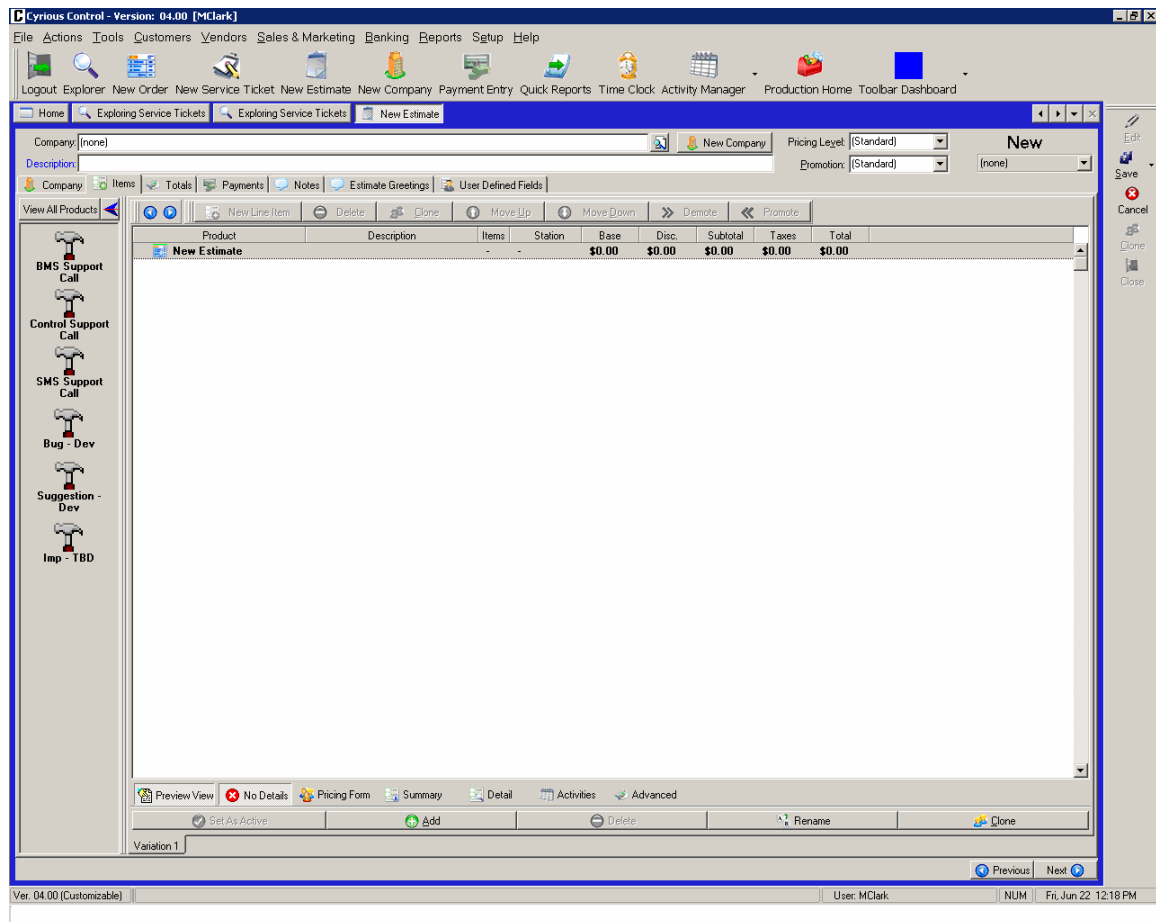 Cyrious Control - Version: 04.00 [MClark]
File Actions Tools Customers Vendors Sales & Marketing Banking Reports Setup Help
Logout Explorer New Order New Service Ticket New Estimate New Company Payment Entry Quick Reports Time Clock Activity Manager Production Home Toolbar Dashboard
Home Exploring Service Tickets Exploring Service Tickets New Estimate
Company: (none) New Company Pricing Level: (Standard) New
Description: Promotion: (Standard) (none)
Company Items Totals Payments Notes Estimate Greetings User Defined Fields
View All Products New Line Item Delete Clone Move Up Move Down Demote Promote
Product Description Items Station Base Disc. Subtotal Taxes Total
New Estimate - - $0.00 $0.00 $0.00 $0.00 $0.00
BMS Support
Call
Control Support
Call
SMS Support
Call
Bug - Dev
Suggestion -
Dev
Imp - TBD
Edit
Save
Cancel
Clone
Close
Preview View No Details Pricing Form Summary Detail Activities Advanced
Set As Active Add Delete Rename Clone
Variation 1
Previous Next
Ver. 04.00 (Customizable) User: MClark NUM Fri, Jun 22 12:18 PM